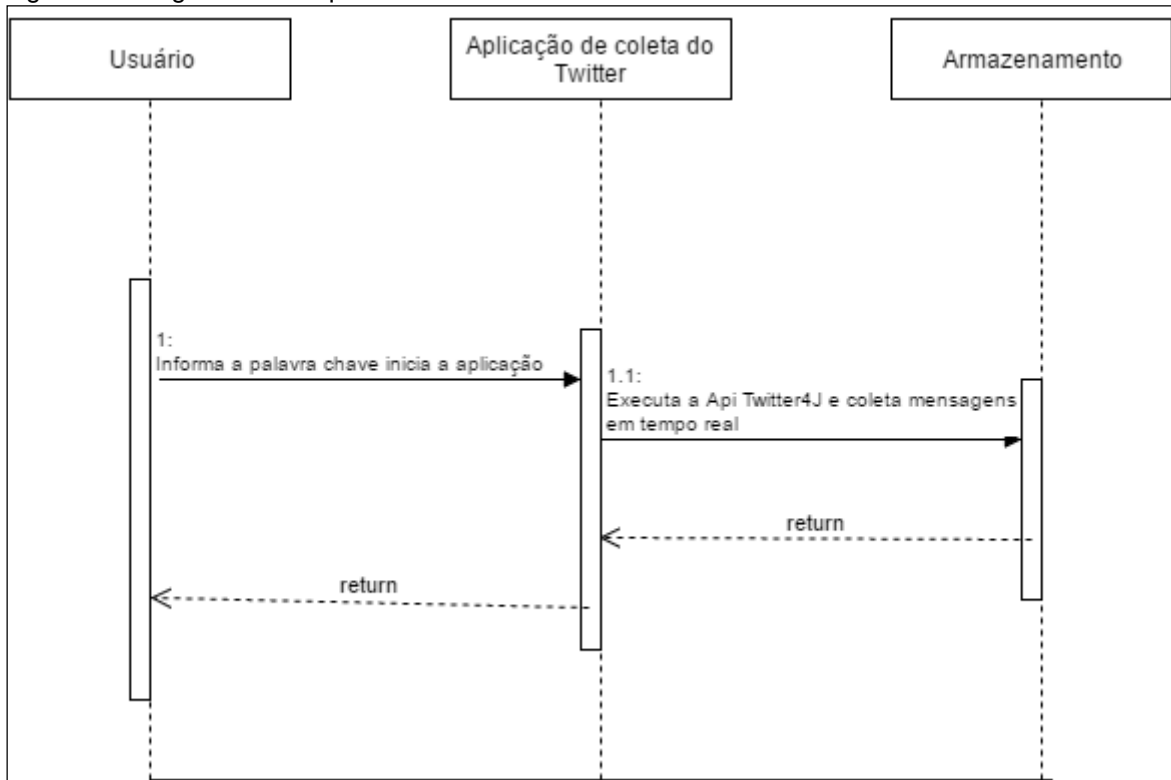 Usuário
Aplicação de coleta do
Twitter
Armazenamento
1:
Informa a palavra chave inicia a aplicação
1.1:
Executa a Api Twitter4J e coleta mensagens
em tempo real
return
return